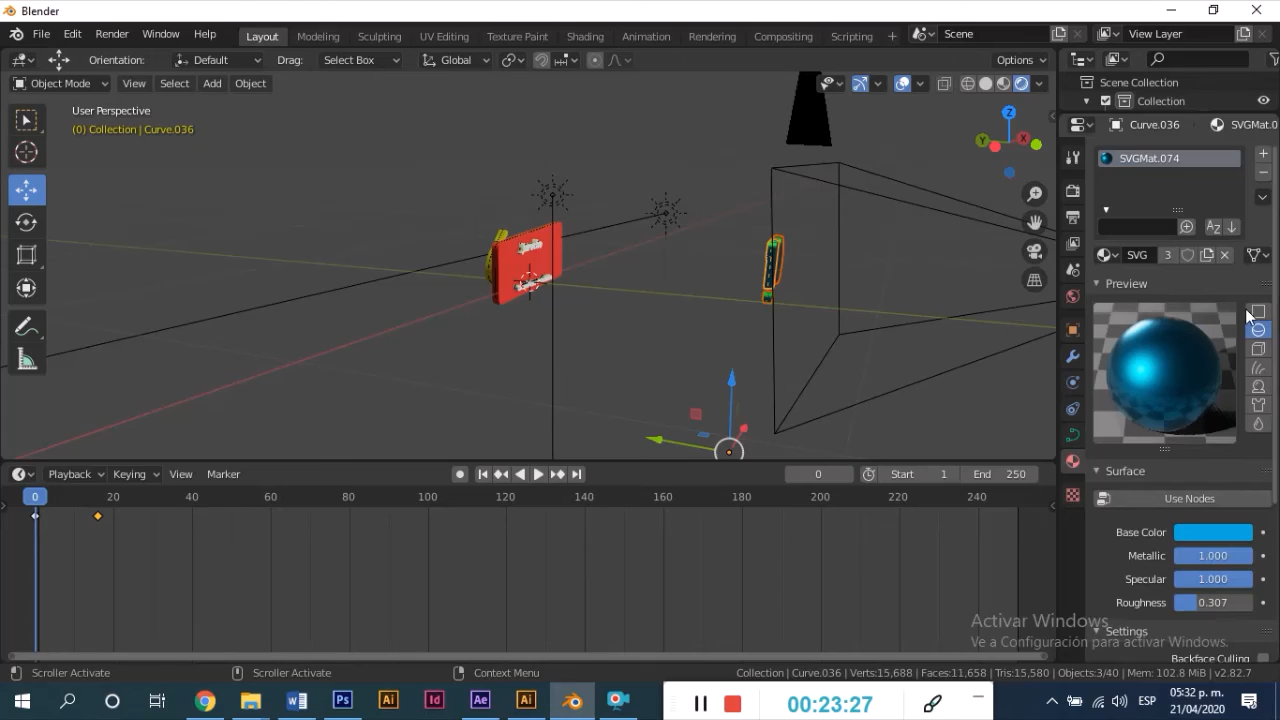 Blender
File Edit Render Window Help Layout Modeling Sculpting UV Editing Texture Paint Shading Animation Rendering Compositing Scripting Scene View Layer
Orientation: Default Drag: Select Box Global Options
Object Mode View Select Add Object
Scene Collection
Collection
User Perspective
(0) Collection | Curve.036
Curve.036 SVGMat.0
SVGMat.074
SVG 3
Preview
Surface
Use Nodes
Base Color
Metallic 1.000
Specular 1.000
Roughness 0.307
Settings
Backface Culling
Z
Y
X
Playback Keying View Marker 0 Start 1 End 250
0 20 40 60 80 100 120 140 160 180 200 220 240
Activar Windows
Ve a Configuración para activar Windows.
Scroller Activate Scroller Activate Context Menu Collection | Curve.036 | Verts:15,688 | Faces:11,658 | Tris:15,580 | Objects:3/40 | Mem: 102.8 MiB | v2.82.7
Ps Ai Id Ae Ai 00:23:27 ESP 05:32 p. m.
21/04/2020